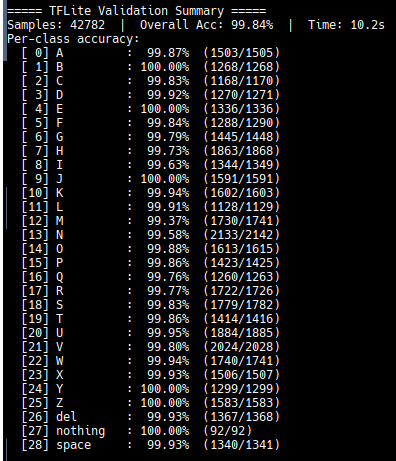 ===== TFLite Validation Summary =====
Samples: 42782 | Overall Acc: 99.84% | Time: 10.2s
Per-class accuracy:
[ 0] A : 99.87% (1503/1505)
[ 1] B : 100.00% (1268/1268)
[ 2] C : 99.83% (1168/1170)
[ 3] D : 99.92% (1270/1271)
[ 4] E : 100.00% (1336/1336)
[ 5] F : 99.84% (1288/1290)
[ 6] G : 99.79% (1445/1448)
[ 7] H : 99.73% (1863/1868)
[ 8] I : 99.63% (1344/1349)
[ 9] J : 100.00% (1591/1591)
[10] K : 99.94% (1602/1603)
[11] L : 99.91% (1128/1129)
[12] M : 99.37% (1730/1741)
[13] N : 99.58% (2133/2142)
[14] O : 99.88% (1613/1615)
[15] P : 99.86% (1423/1425)
[16] Q : 99.76% (1260/1263)
[17] R : 99.77% (1722/1726)
[18] S : 99.83% (1779/1782)
[19] T : 99.86% (1414/1416)
[20] U : 99.95% (1884/1885)
[21] V : 99.80% (2024/2028)
[22] W : 99.94% (1740/1741)
[23] X : 99.93% (1506/1507)
[24] Y : 100.00% (1299/1299)
[25] Z : 100.00% (1583/1583)
[26] del : 99.93% (1367/1368)
[27] nothing : 100.00% (92/92)
[28] space : 99.93% (1340/1341)